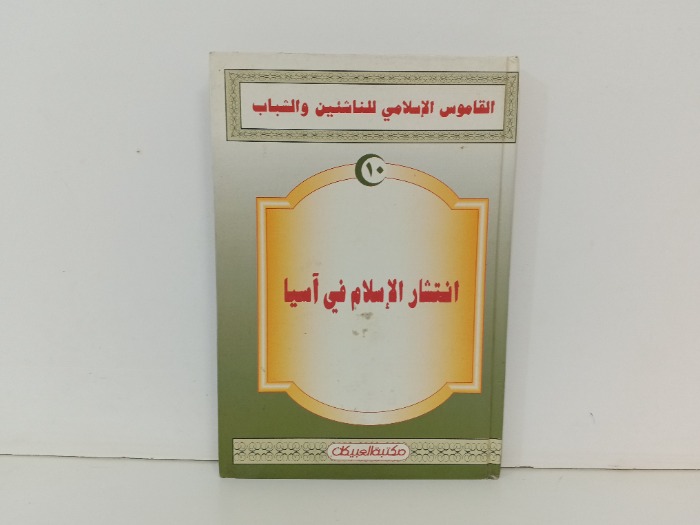 القاموس الإسلامي للناشئين والشباب
١٠
انتشار الإسلام في آسيا
مكتبة العبيكان